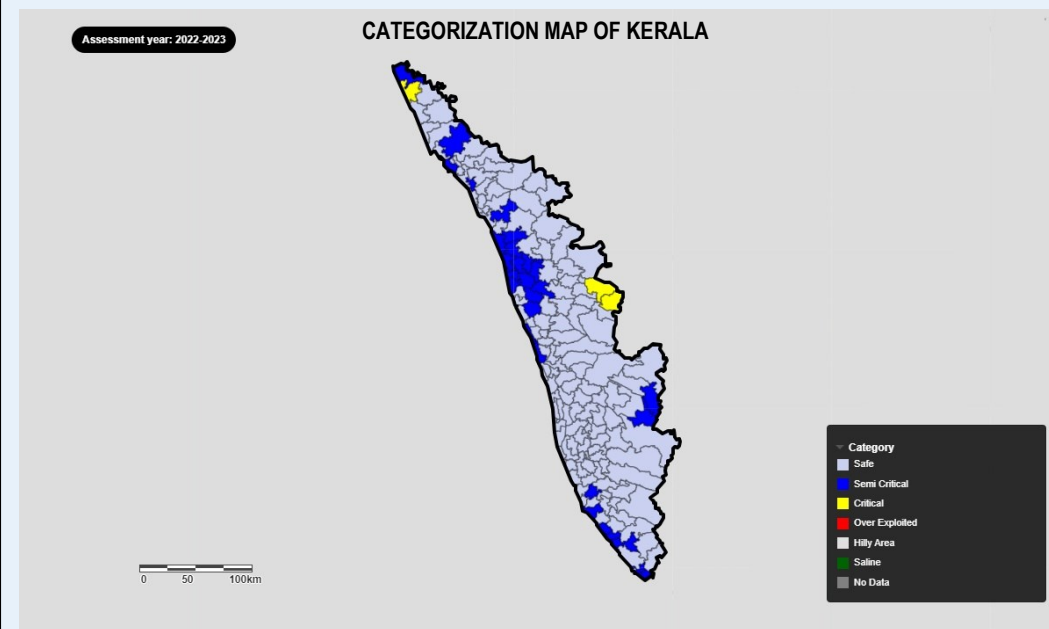 CATEGORIZATION MAP OF KERALA
Assessment year: 2022-2023
Category
Safe
Semi Critical
Critical
Over Exploited
Hilly Area
Saline
No Data
0 50 100km